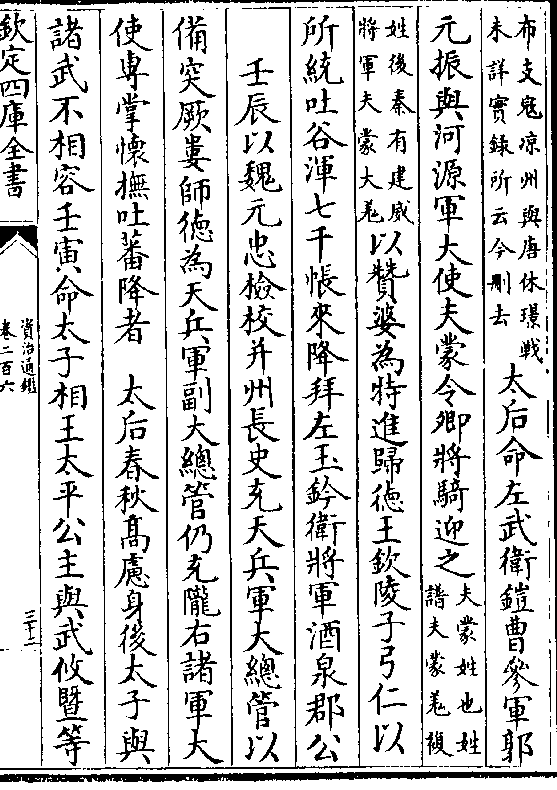 布支寇凉州與唐休璟戰
未詳實録所云今刪去
太后命左武衛鎧曹參軍郭
元振與河源軍大使夫蒙令卿將騎迎之
夫蒙姓也姓
譜夫蒙羌複
姓後秦有建威
將軍夫蒙大羌
以贊婆為特進歸徳王欽陵子弓仁以
所統吐谷渾七千帳來降拜左玉鈐衛將軍酒泉郡公
壬辰以魏元忠檢校并州長史充天兵軍大總管以
備突厥婁師徳為天兵軍副大總管仍充隴右諸軍大
使専掌懷撫吐蕃降者 太后春秋髙慮身後太子與
諸武不相容壬寅命太子相王太平公主與武攸暨等
欽定四庫全書
資治通鑑
卷二百六
三十二